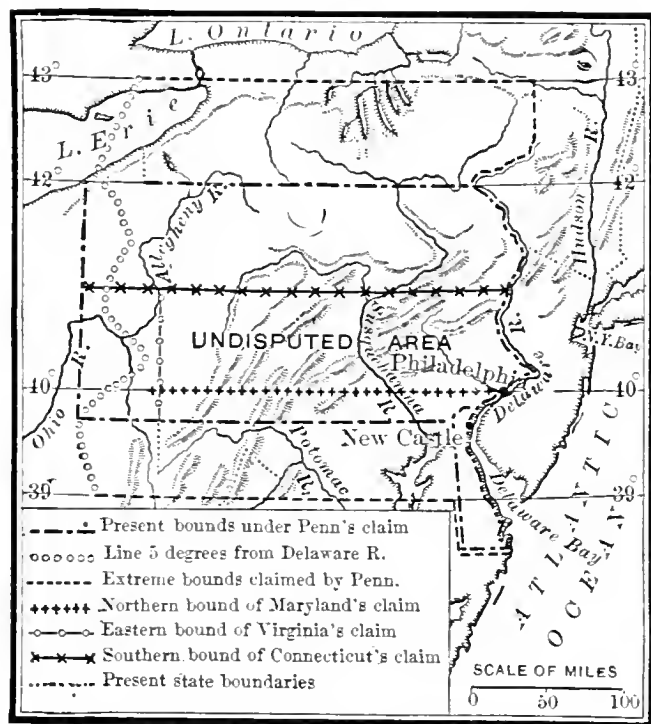 L. Ontario
43°
43°
L. Erie
R.
42°
42°
Allegheny R.
Hudson
UNDISPUTED AREA
Susquehanna
R.
N.Y. Bay
Philadelphia
Delaware
R.
40°
40°
Ohio
R.
New Castle
Potomac
R.
39°
39°
Delaware Bay
ATLANTIC
OCEAN
Present bounds under Penn's claim
Line 5 degrees from Delaware R.
Extreme bounds claimed by Penn.
Northern bound of Maryland's claim
Eastern bound of Virginia's claim
Southern bound of Connecticut's claim
Present state boundaries
SCALE OF MILES
0 50 100